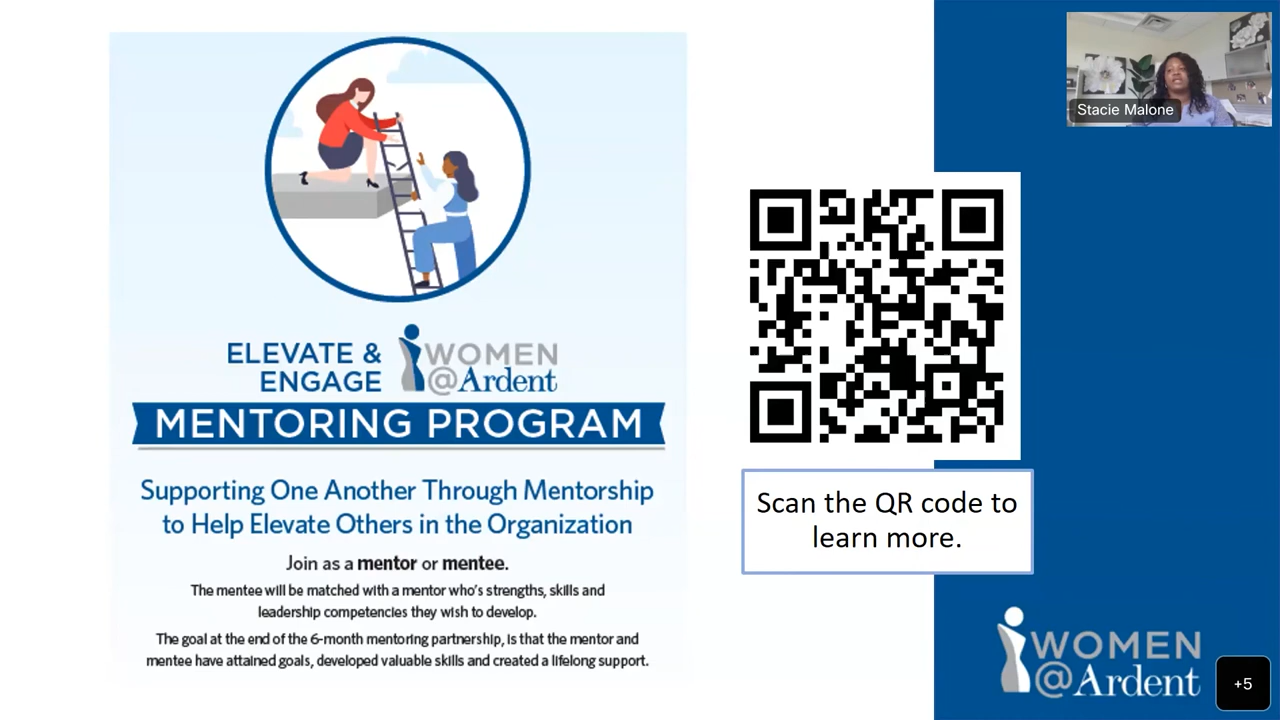 Stacie Malone
ELEVATE &
ENGAGE
WOMEN
@Ardent
MENTORING PROGRAM
Supporting One Another Through Mentorship
to Help Elevate Others in the Organization
Join as a mentor or mentee.
The mentee will be matched with a mentor who's strengths, skills and
leadership competencies they wish to develop.
The goal at the end of the 6-month mentoring partnership, is that the mentor and
mentee have attained goals, developed valuable skills and created a lifelong support.
Scan the QR code to
learn more.
WOMEN
@Ardent
+5